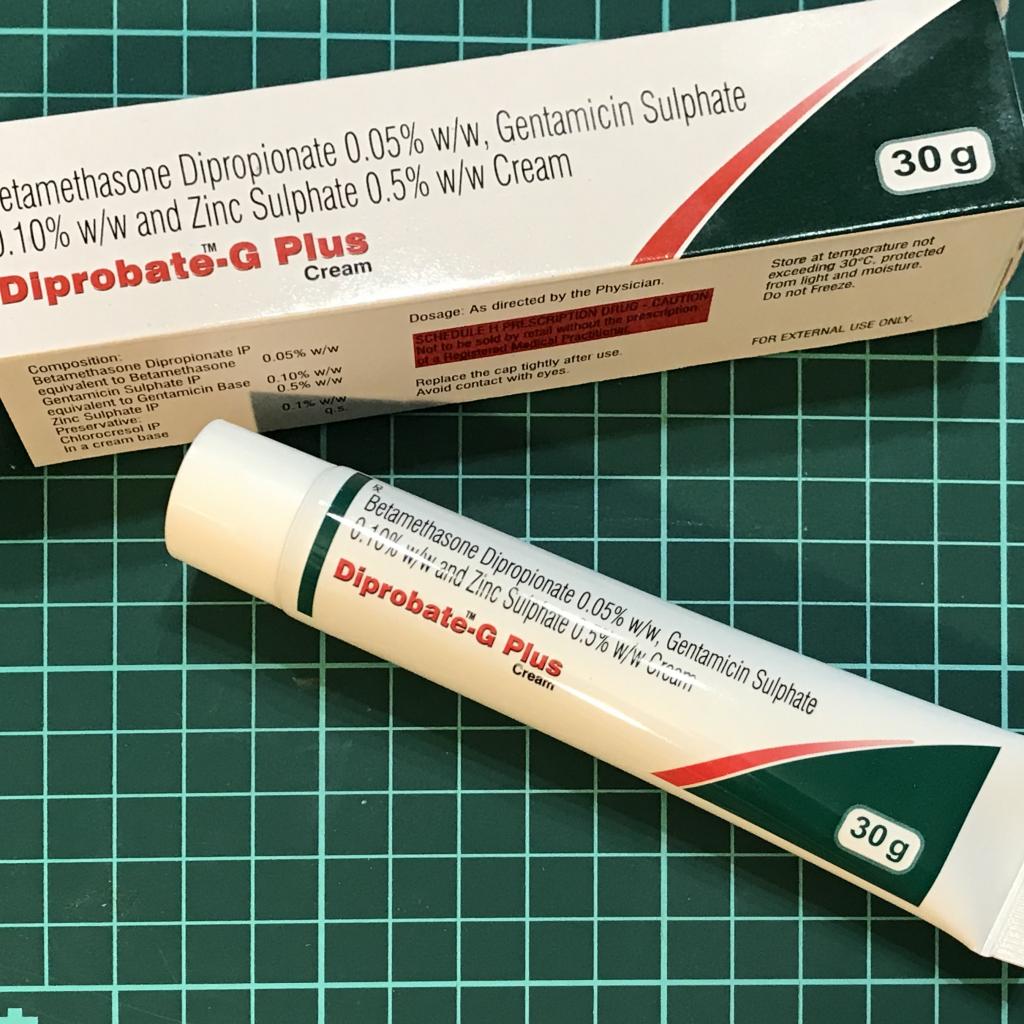 etamethasone Dipropionate 0.05% w/w, Gentamicin Sulphate
0.10% w/w and Zinc Sulphate 0.5% w/w Cream
Diprobate™-G Plus
Cream
30 g
Composition:
Betamethasone Dipropionate IP
equivalent to Betamethasone 0.05% w/w
Gentamicin Sulphate IP
equivalent to Gentamicin Base 0.10% w/w
Zinc Sulphate IP 0.5% w/w
Preservative:
Chlorocresol IP 0.1% w/w
In a cream base q.s.
Dosage: As directed by the Physician.
SCHEDULE H PRESCRIPTION DRUG - CAUTION
Not to be sold by retail without the prescription
of a Registered Medical Practitioner.
Replace the cap tightly after use.
Avoid contact with eyes.
Store at temperature not
exceeding 30°C, protected
from light and moisture.
Do not Freeze.
FOR EXTERNAL USE ONLY.
℞
Betamethasone Dipropionate 0.05% w/w, Gentamicin Sulphate
0.10% w/w and Zinc Sulphate 0.5% w/w Cream
Diprobate™-G Plus
Cream
30 g